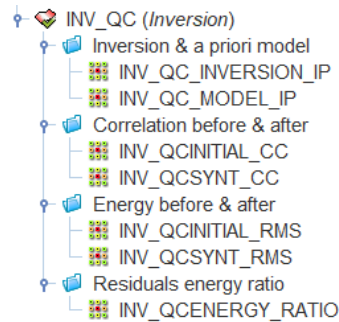 INV_QC (Inversion)
Inversion & a priori model
INV_QC_INVERSION_IP
INV_QC_MODEL_IP
Correlation before & after
INV_QCINITIAL_CC
INV_QCSYNT_CC
Energy before & after
INV_QCINITIAL_RMS
INV_QCSYNT_RMS
Residuals energy ratio
INV_QCENERGY_RATIO